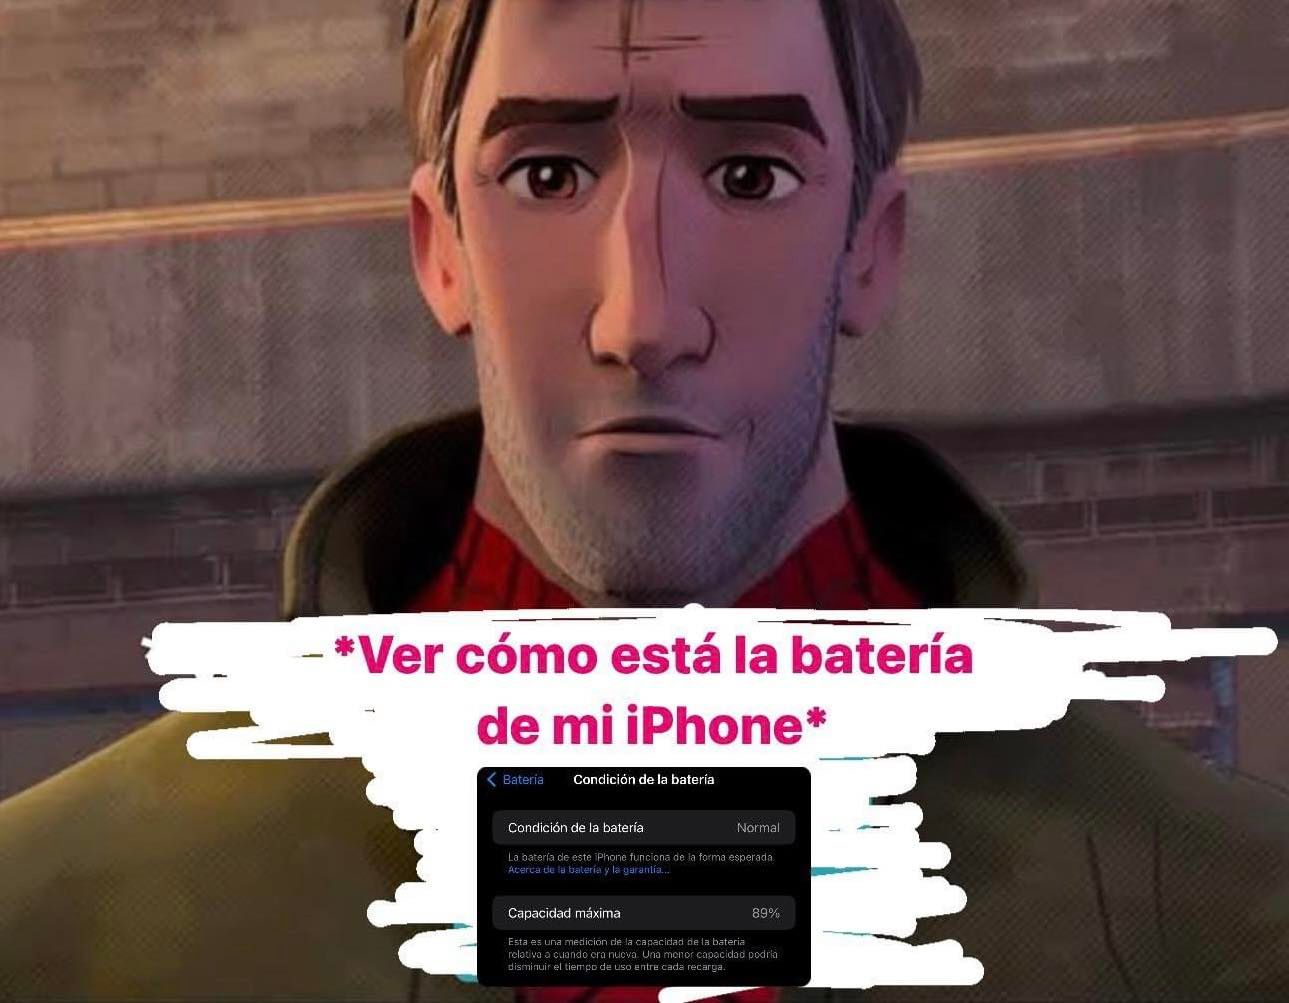 *Ver cómo está la batería
de mi iPhone*
Batería Condición de la batería
Condición de la batería Normal
La batería de este iPhone funciona de la forma esperada.
Acerca de la batería y la garantía...
Capacidad máxima 89%
Esta es una medición de la capacidad de la batería
relativa a cuando era nueva. Una menor capacidad podría
disminuir el tiempo de uso entre cada recarga.